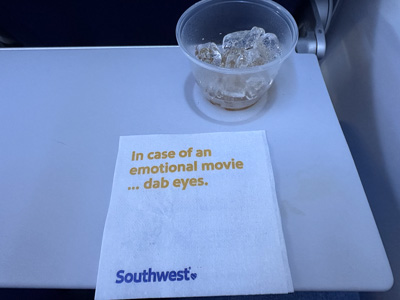 In case of an
emotional movie
... dab eyes.
Southwest